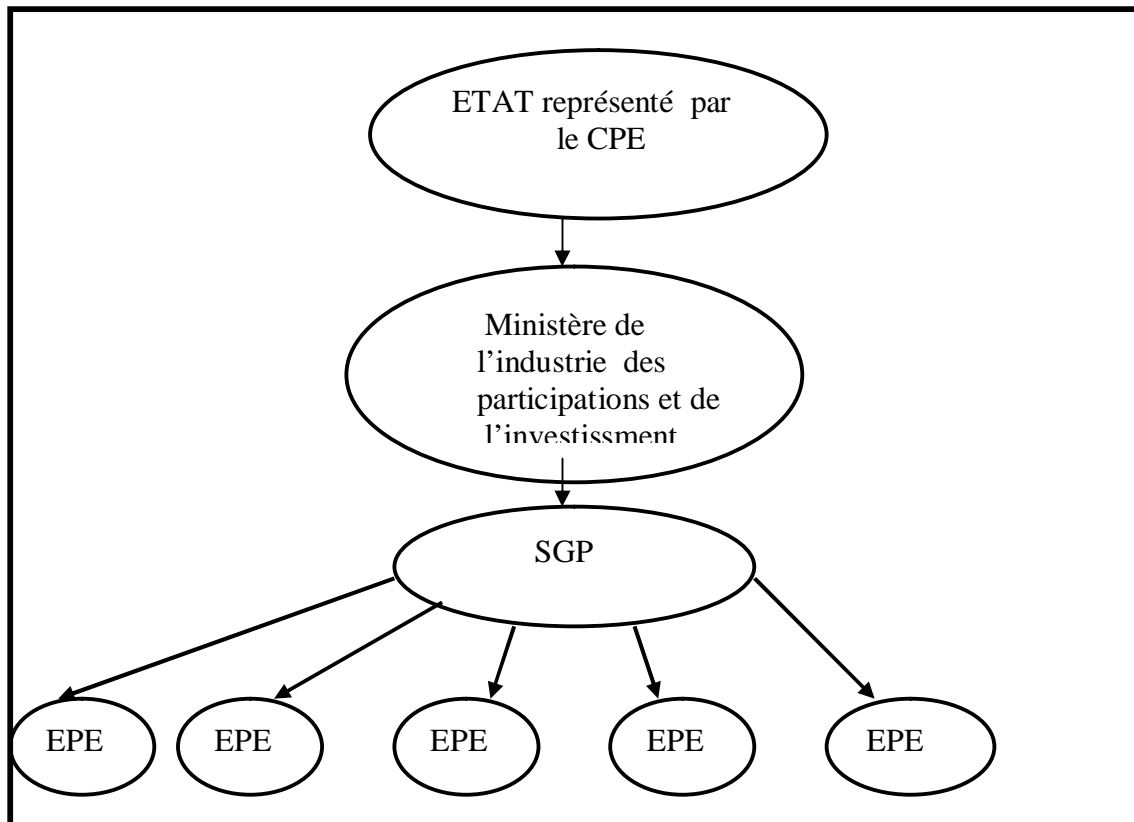 ETAT représenté par
le CPE
Ministère de
l’industrie des
participations et de
l’investissment
SGP
EPE EPE EPE EPE EPE